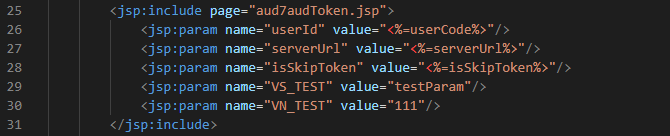 25 <jsp:include page="aud7audToken.jsp">
26 <jsp:param name="userId" value="<%=userCode%>"/>
27 <jsp:param name="serverUrl" value="<%=serverUrl%>"/>
28 <jsp:param name="isSkipToken" value="<%=isSkipToken%>"/>
29 <jsp:param name="VS_TEST" value="testParam"/>
30 <jsp:param name="VN_TEST" value="111"/>
31 </jsp:include>